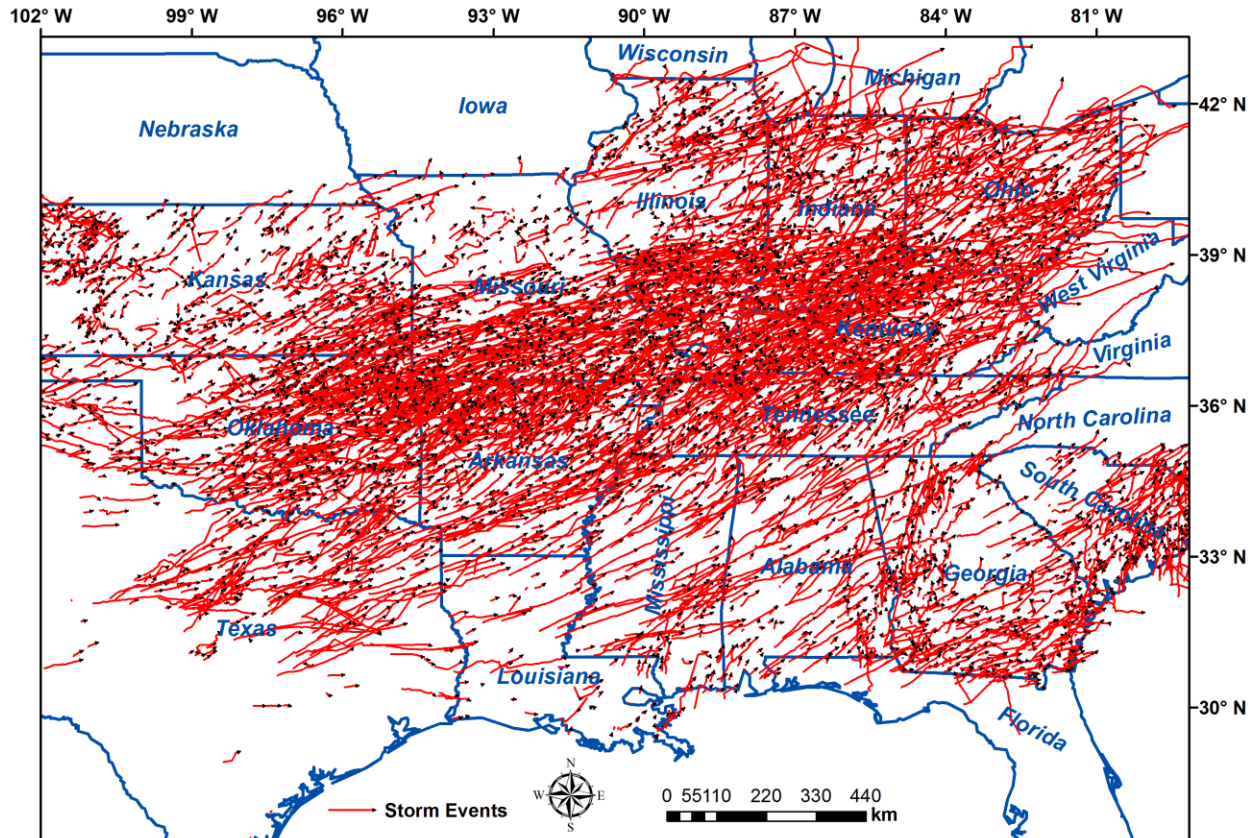 102° W 99° W 96° W 93° W 90° W 87° W 84° W 81° W
Wisconsin
Michigan
Iowa
42° N
Nebraska
Ohio
Illinois
Indiana
39° N
West Virginia
Kansas
Missouri
Kentucky
Virginia
36° N
Tennessee
North Carolina
Oklahoma
Arkansas
South Carolina
Mississippi
33° N
Alabama
Georgia
Texas
Louisiana
30° N
Florida
N
W E
S
Storm Events
0 55110 220 330 440
km